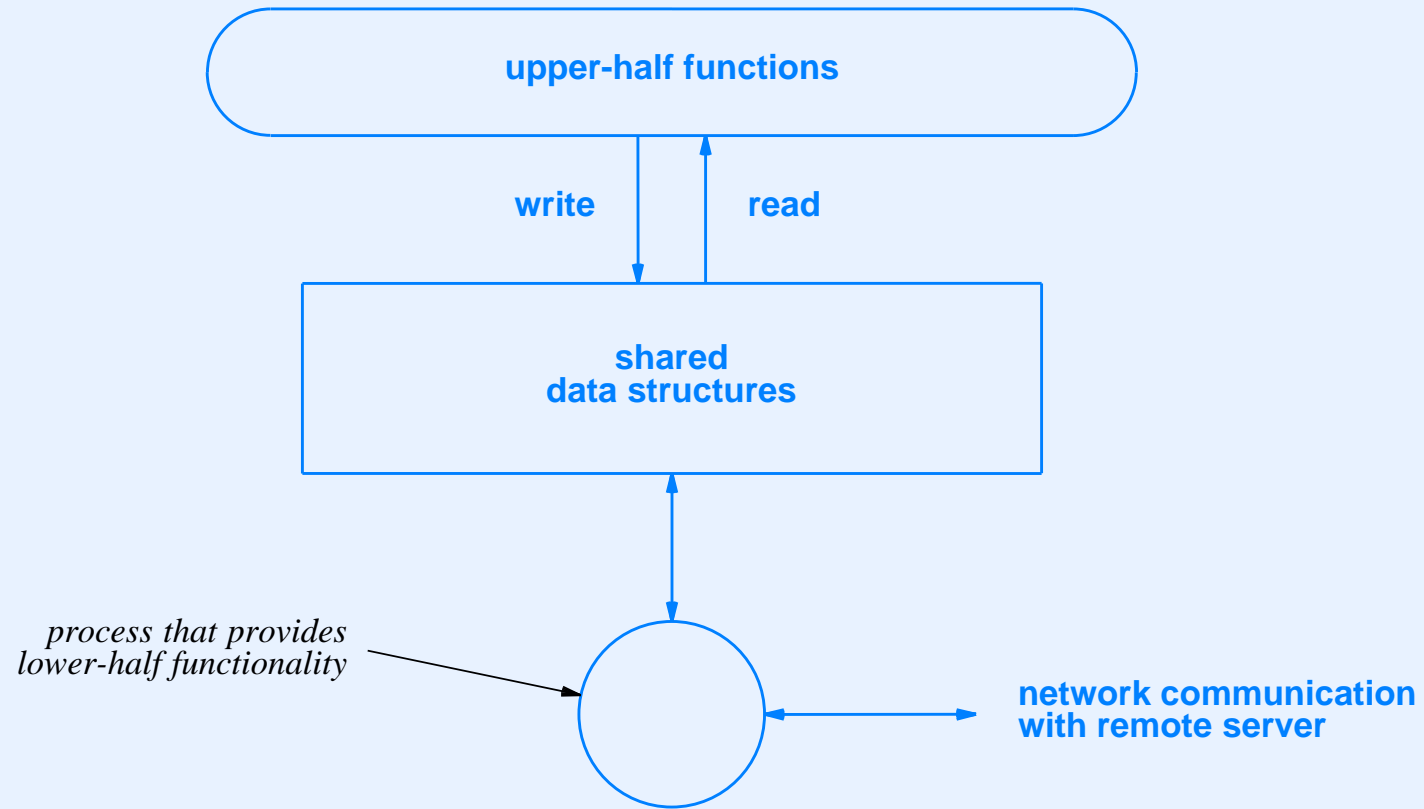 upper-half functions
write
read
shared
data structures
process that provides
lower-half functionality
network communication
with remote server